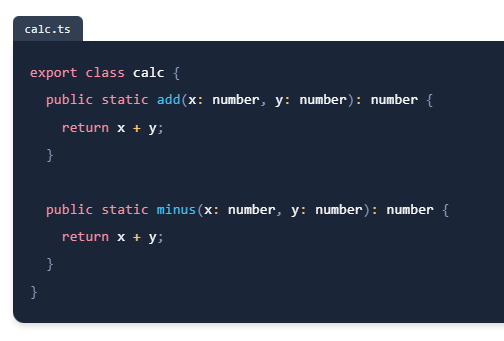 calc.ts
export class calc {
  public static add(x: number, y: number): number {
    return x + y;
  }

  public static minus(x: number, y: number): number {
    return x + y;
  }
}